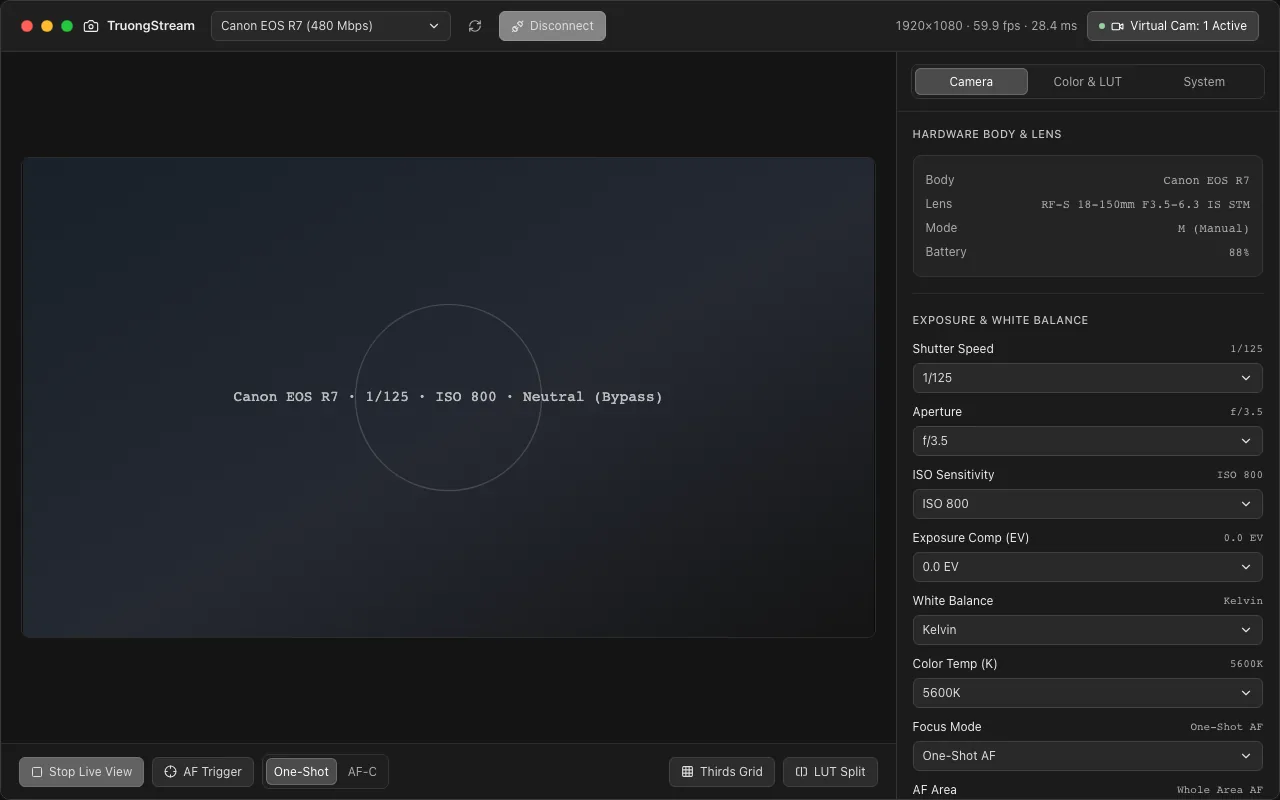 TruongStream
Canon EOS R7 (480 Mbps)
Disconnect
1920×1080 · 59.9 fps · 28.4 ms
Virtual Cam: 1 Active
Camera
Color & LUT
System
HARDWARE BODY & LENS
Body Canon EOS R7
Lens RF-S 18-150mm F3.5-6.3 IS STM
Mode M (Manual)
Battery 88%
EXPOSURE & WHITE BALANCE
Shutter Speed 1/125
1/125
Aperture f/3.5
f/3.5
ISO Sensitivity ISO 800
ISO 800
Exposure Comp (EV) 0.0 EV
0.0 EV
White Balance Kelvin
Kelvin
Color Temp (K) 5600K
5600K
Focus Mode One-Shot AF
One-Shot AF
AF Area Whole Area AF
Canon EOS R7 · 1/125 · ISO 800 · Neutral (Bypass)
Stop Live View
AF Trigger
One-Shot
AF-C
Thirds Grid
LUT Split